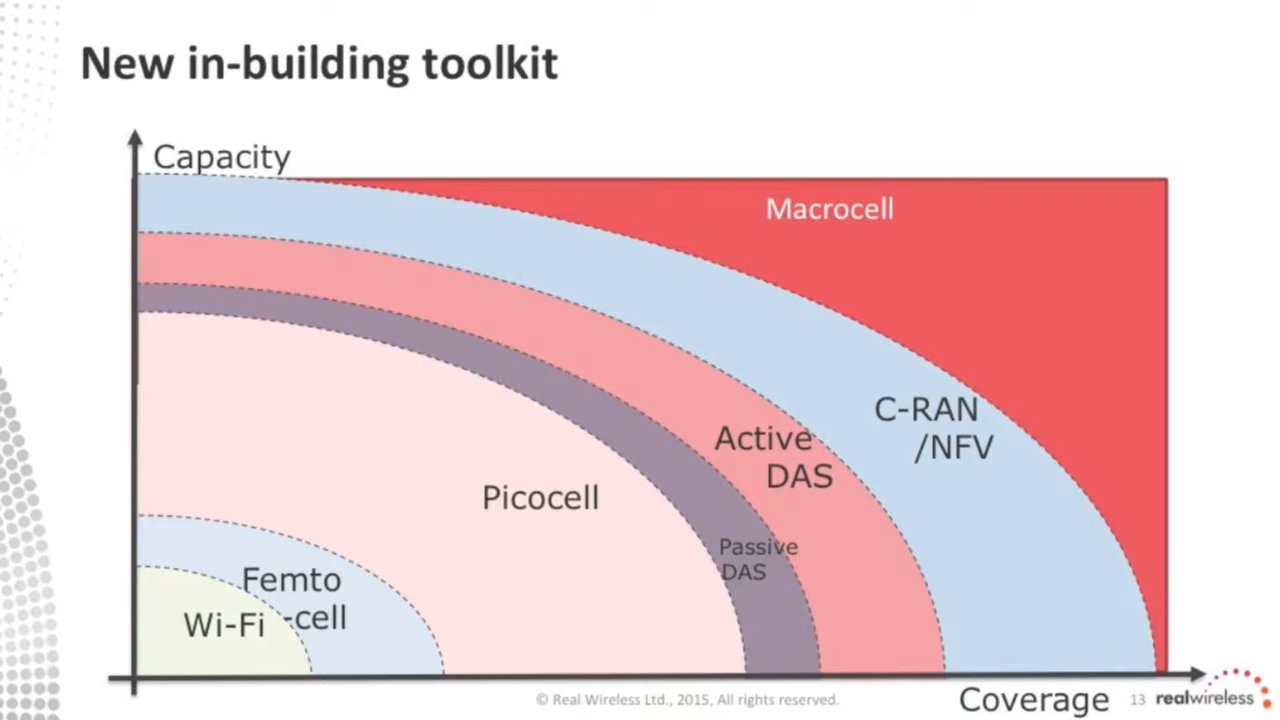 New in-building toolkit
Capacity
Macrocell
C-RAN
/NFV
Active
DAS
Picocell
Passive
DAS
Femto
-cell
Wi-Fi
© Real Wireless Ltd., 2015, All rights reserved.
Coverage
13
realwireless